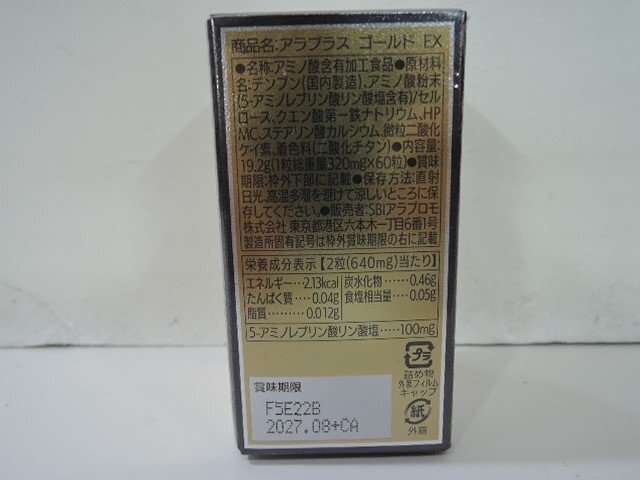 商品名:アラプラス ゴールド EX
●名称:アミノ酸含有加工食品●原材料
名:デンプン(国内製造)、アミノ酸粉末
(5-アミノレブリン酸リン酸塩含有)/セル
ロース、クエン酸第一鉄ナトリウム、HP
MC、ステアリン酸カルシウム、微粒二酸化
ケイ素、着色料(二酸化チタン)●内容量:
19.2g(1粒総重量320mg×60粒)●賞味
期限:枠外下部に記載●保存方法:直射
日光、高温多湿を避けて涼しいところに保
存してください。●販売者:SBIアラプロモ
株式会社 東京都港区六本木一丁目6番1号
製造所固有記号は枠外賞味期限の右に記載
栄養成分表示【2粒(640mg)当たり】
エネルギー…2.13kcal 炭水化物……0.46g
たんぱく質……0.04g 食塩相当量……0.05g
脂質…………0.012g
5-アミノレブリン酸リン酸塩……100mg
プラ
詰め物
外装フィルム
キャップ
紙
外箱
賞味期限
F5E22B
2027.08+CA